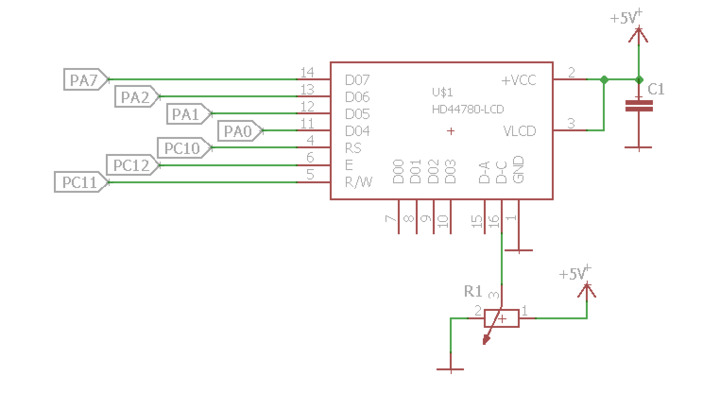 +5V
PA7
14
D07
+VCC
2
C1
PA2
13
D06
U$1
PA1
12
D05
HD44780-LCD
PA0
11
D04
VLCD
3
PC10
4
RS
PC12
6
E
PC11
5
R/W
D00
D01
D02
D03
D-A
D-C
GND
7
8
9
10
15
16
1
+5V
R1
3
2
1